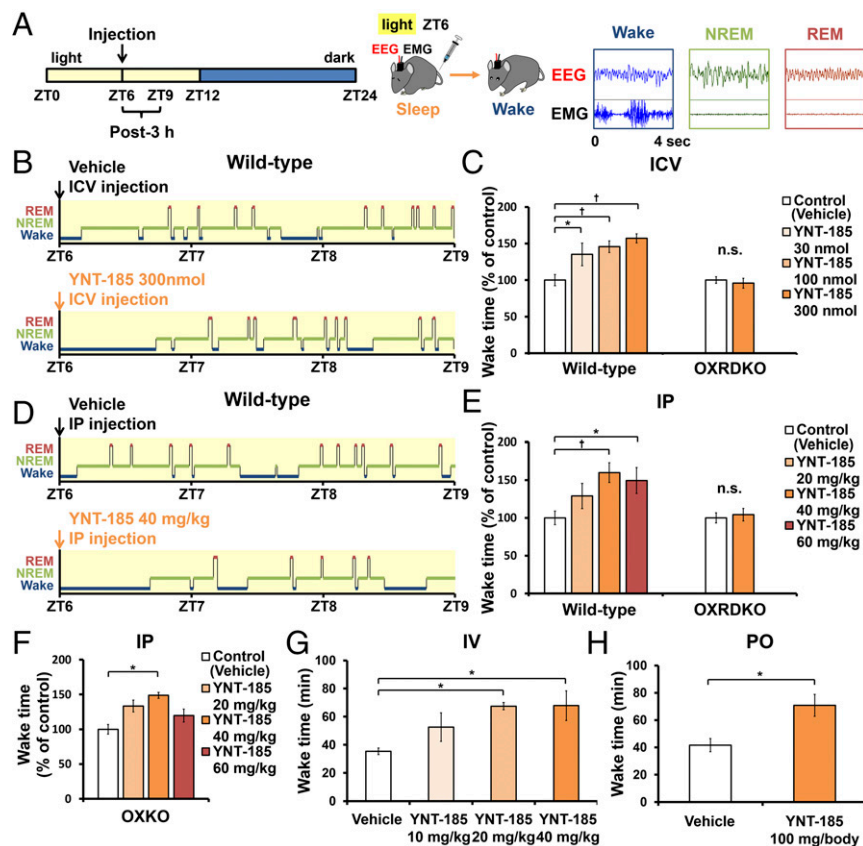 A
Injection
light
dark
ZT0
ZT6
ZT9
ZT12
ZT24
Post-3 h
light ZT6
EEG EMG
Sleep
Wake
Wake
NREM
REM
EEG
EMG
0
4 sec
B
Wild-type
Vehicle
ICV injection
REM
NREM
Wake
ZT6
ZT7
ZT8
ZT9
YNT-185 300nmol
ICV injection
REM
NREM
Wake
ZT6
ZT7
ZT8
ZT9
C
ICV
Wake time (% of control)
200
150
100
50
0
*
†
†
n.s.
Wild-type
OXRDKO
Control
(Vehicle)
YNT-185
30 nmol
YNT-185
100 nmol
YNT-185
300 nmol
D
Wild-type
Vehicle
IP injection
REM
NREM
Wake
ZT6
ZT7
ZT8
ZT9
YNT-185 40 mg/kg
IP injection
REM
NREM
Wake
ZT6
ZT7
ZT8
ZT9
E
IP
Wake time (% of control)
200
150
100
50
0
*
†
n.s.
Wild-type
OXRDKO
Control
(Vehicle)
YNT-185
20 mg/kg
YNT-185
40 mg/kg
YNT-185
60 mg/kg
F
IP
Wake time
(% of control)
200
150
100
50
0
*
OXKO
Control
(Vehicle)
YNT-185
20 mg/kg
YNT-185
40 mg/kg
YNT-185
60 mg/kg
G
IV
Wake time (min)
100
80
60
40
20
0
*
*
Vehicle
YNT-185
10 mg/kg
YNT-185
20 mg/kg
YNT-185
40 mg/kg
H
PO
Wake time (min)
100
80
60
40
20
0
*
Vehicle
YNT-185
100 mg/body